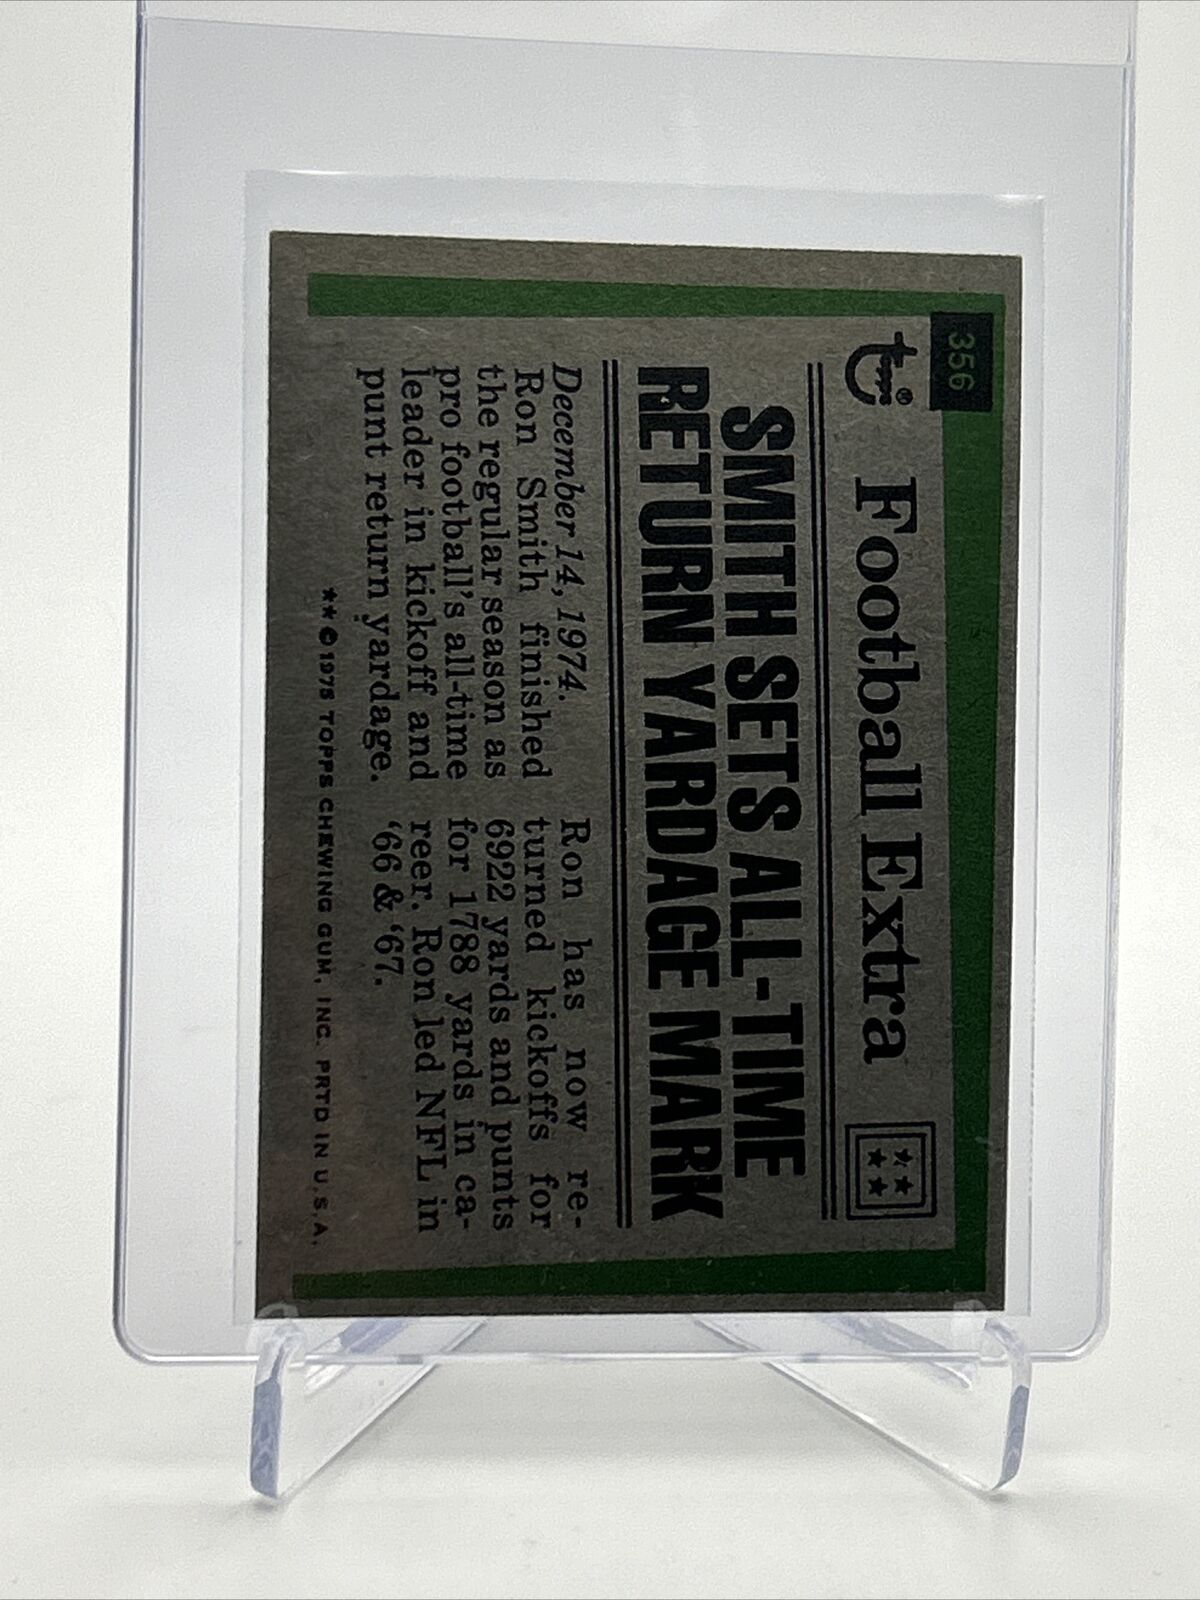 356
topps®
Football Extra
SMITH SETS ALL-TIME
RETURN YARDAGE MARK
December 14, 1974.
Ron Smith finished
the regular season as
pro football's all-time
leader in kickoff and
punt return yardage.
Ron has now re-
turned kickoffs for
6922 yards and punts
for 1788 yards in ca-
reer. Ron led NFL in
'66 & '67.
** © 1975 TOPPS CHEWING GUM, INC. PRTD IN U.S.A.